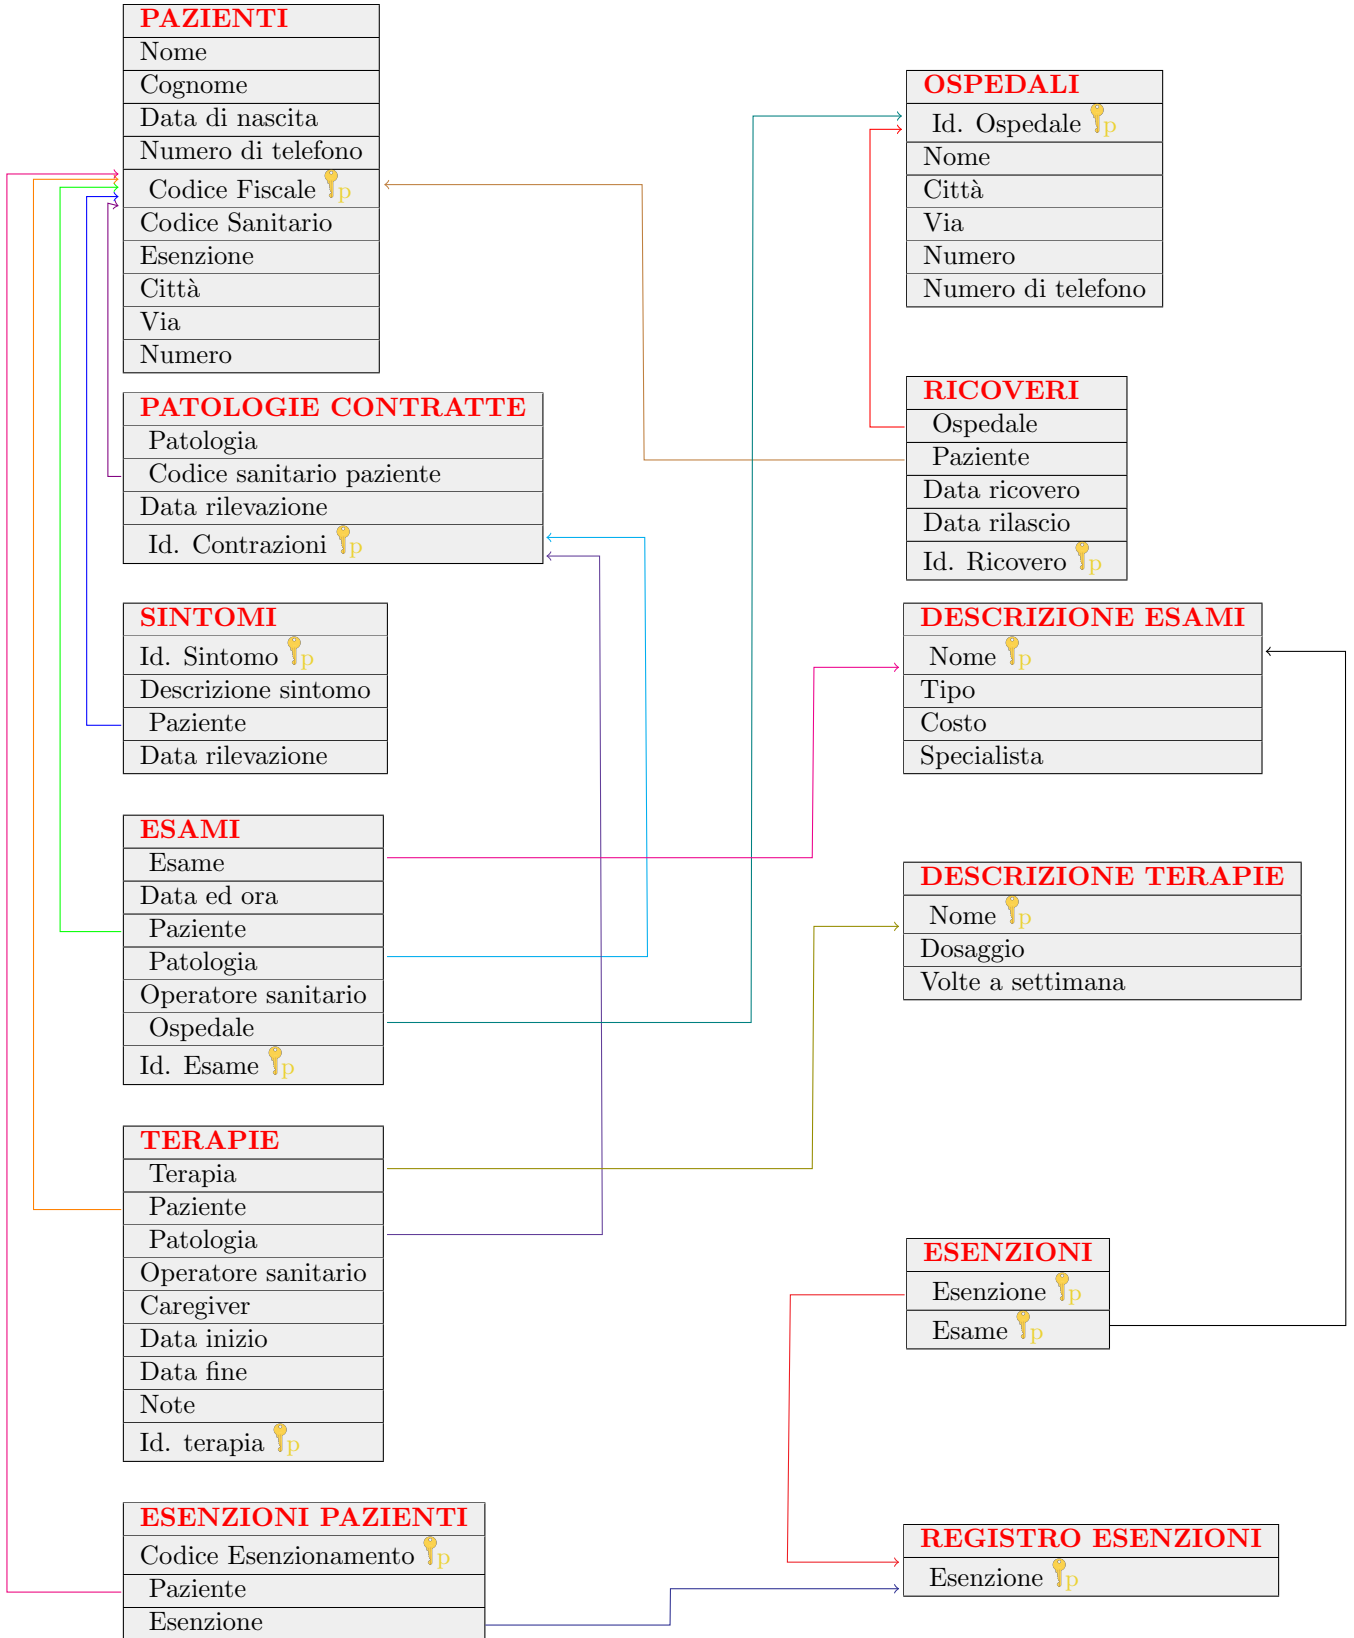 PAZIENTI
Nome
Cognome
Data di nascita
Numero di telefono
Codice Fiscale p
Codice Sanitario
Esenzione
Città
Via
Numero
PATOLOGIE CONTRATTE
Patologia
Codice sanitario paziente
Data rilevazione
Id. Contrazioni p
SINTOMI
Id. Sintomo p
Descrizione sintomo
Paziente
Data rilevazione
ESAMI
Esame
Data ed ora
Paziente
Patologia
Operatore sanitario
Ospedale
Id. Esame p
TERAPIE
Terapia
Paziente
Patologia
Operatore sanitario
Caregiver
Data inizio
Data fine
Note
Id. terapia p
ESENZIONI PAZIENTI
Codice Esenzionamento p
Paziente
Esenzione
OSPEDALI
Id. Ospedale p
Nome
Città
Via
Numero
Numero di telefono
RICOVERI
Ospedale
Paziente
Data ricovero
Data rilascio
Id. Ricovero p
DESCRIZIONE ESAMI
Nome p
Tipo
Costo
Specialista
DESCRIZIONE TERAPIE
Nome p
Dosaggio
Volte a settimana
ESENZIONI
Esenzione p
Esame p
REGISTRO ESENZIONI
Esenzione p